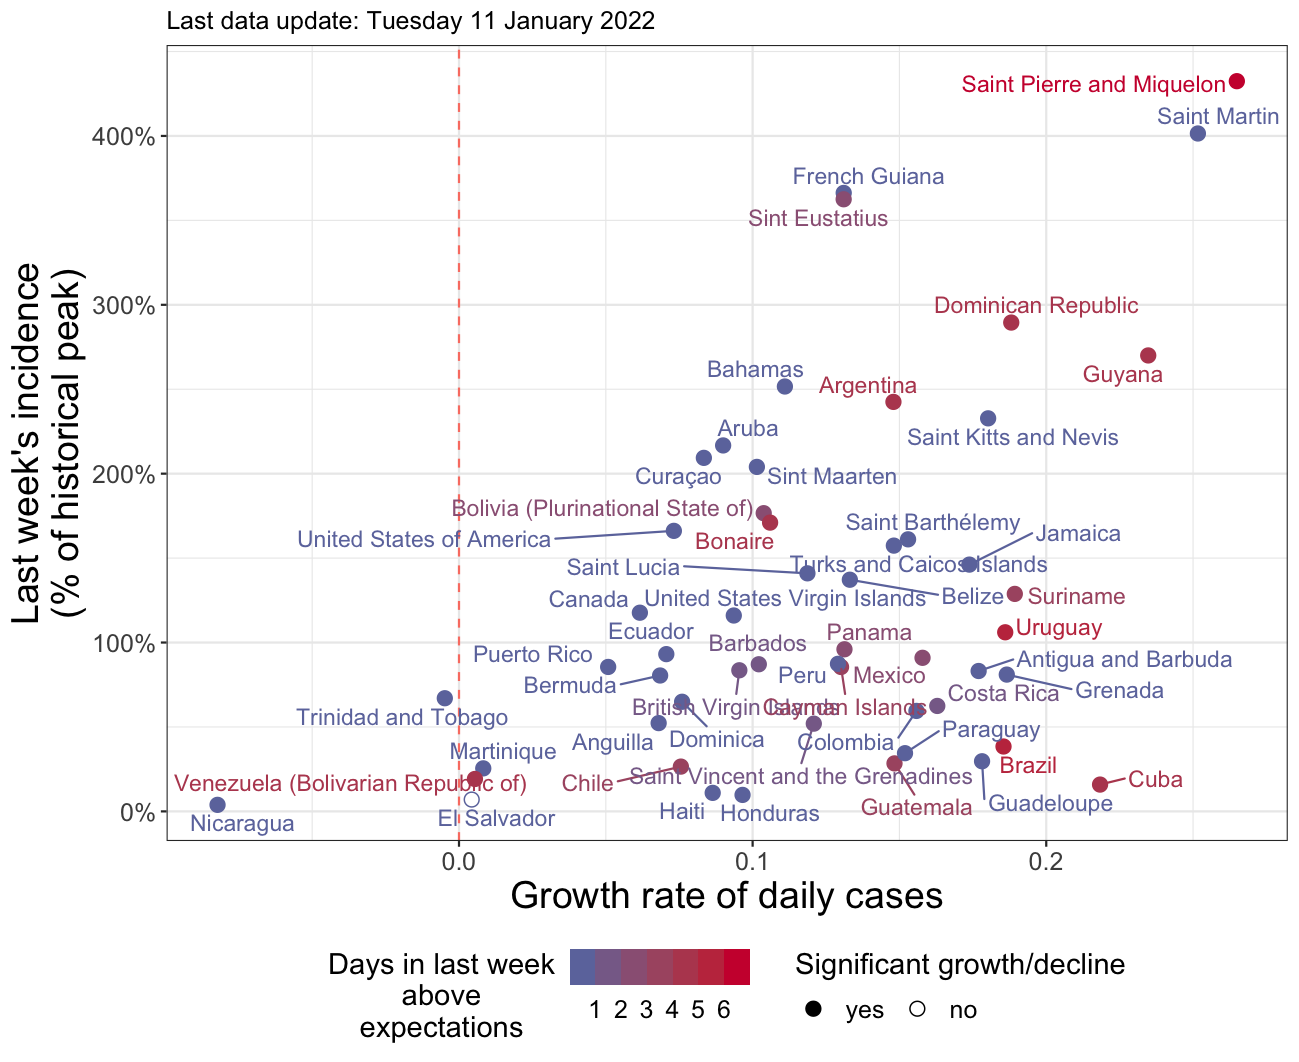 Last data update: Tuesday 11 January 2022
Last week's incidence
(% of historical peak)
400%
300%
200%
100%
0%
Saint Pierre and Miquelon
Saint Martin
French Guiana
Sint Eustatius
Dominican Republic
Guyana
Bahamas
Argentina
Saint Kitts and Nevis
Aruba
Curaçao
Sint Maarten
Bolivia (Plurinational State of)
Bonaire
United States of America
Saint Barthélemy
Jamaica
Turks and Caicos Islands
Saint Lucia
Belize
Suriname
Canada
United States Virgin Islands
Uruguay
Ecuador
Barbados
Panama
Puerto Rico
Peru
Mexico
Antigua and Barbuda
Bermuda
Grenada
British Virgin Islands
Cayman Islands
Costa Rica
Trinidad and Tobago
Anguilla
Dominica
Colombia
Paraguay
Martinique
Brazil
Venezuela (Bolivarian Republic of)
Chile
Saint Vincent and the Grenadines
Cuba
Guatemala
Guadeloupe
Haiti
Honduras
El Salvador
Nicaragua
0.0
0.1
0.2
Growth rate of daily cases
Days in last week
above
expectations
1 2 3 4 5 6
Significant growth/decline
yes
no